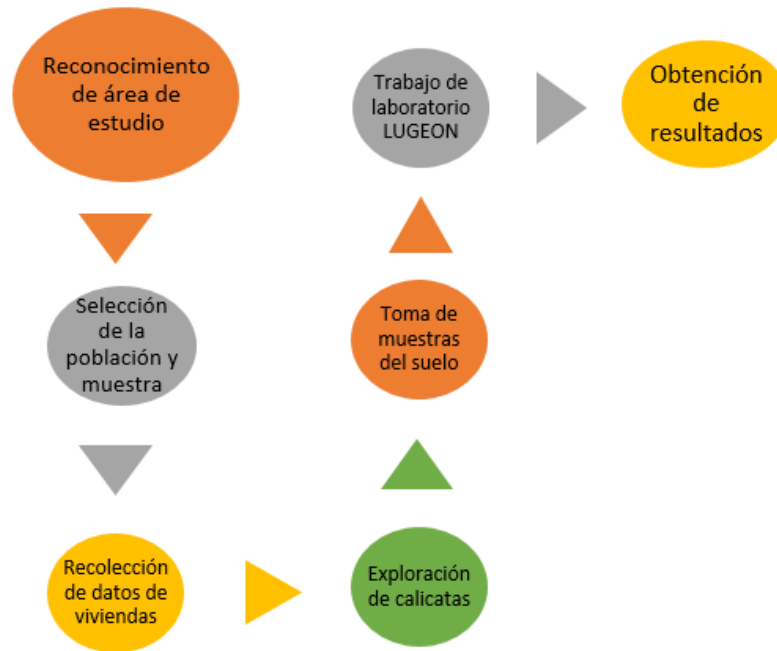 Reconocimiento
de área de
estudio
Selección
de la
población y
muestra
Recolección
de datos de
viviendas
Exploración
de calicatas
Toma de
muestras
del suelo
Trabajo de
laboratorio
LUGEON
Obtención
de
resultados